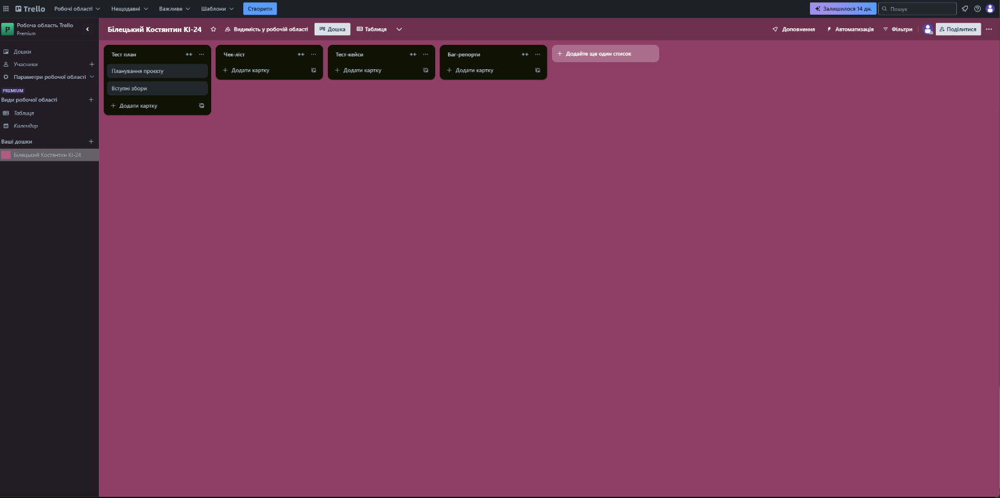 Trello Робочі області Нещодавні Важливе Шаблони Створити Залишилося 14 дн. Пошук
P Робоча область Trello
Premium
Дошки
Учасники
Параметри робочої області
PREMIUM
Види робочої області
Таблиця
Календар
Ваші дошки
Білецький Костянтин КІ-24
Білецький Костянтин КІ-24 Видимість у робочій області Дошка Таблиця Доповнення Автоматизація Фільтри Поділитися
Тест план
Планування проєкту
Вступні збори
Додати картку
Чек-ліст
Додати картку
Тест-кейси
Додати картку
Баг-репорти
Додати картку
Додайте ще один список